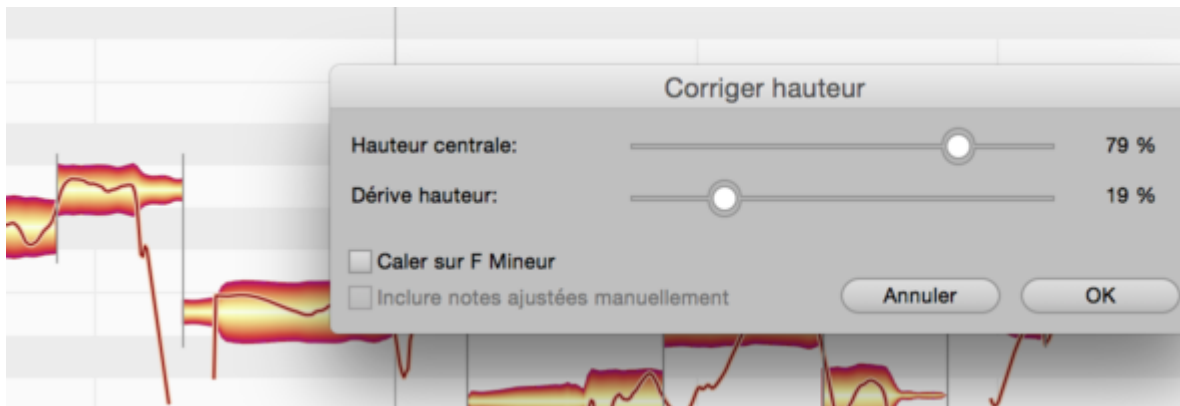 Corriger hauteur
Hauteur centrale: 79 %
Dérive hauteur: 19 %
Caler sur F Mineur
Inclure notes ajustées manuellement
Annuler OK